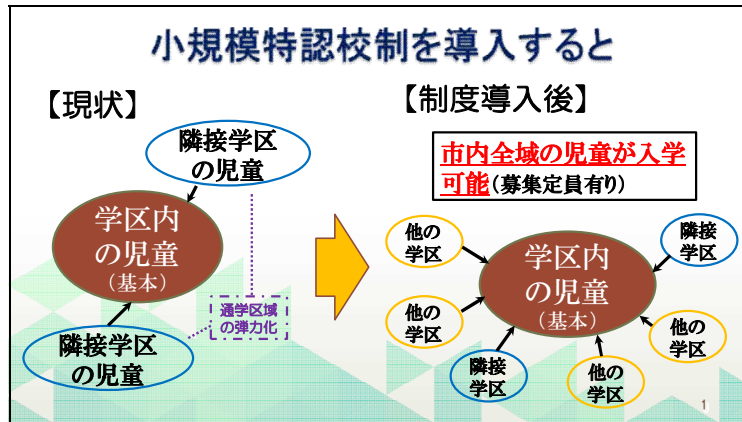 小規模特認校制を導入すると
【現状】
隣接学区
の児童
学区内
の児童
(基本)
通学区域
の弾力化
隣接学区
の児童
【制度導入後】
市内全域の児童が入学
可能(募集定員有り)
他の
学区
隣接
学区
学区内
の児童
(基本)
他の
学区
他の
学区
隣接
学区
他の
学区
1